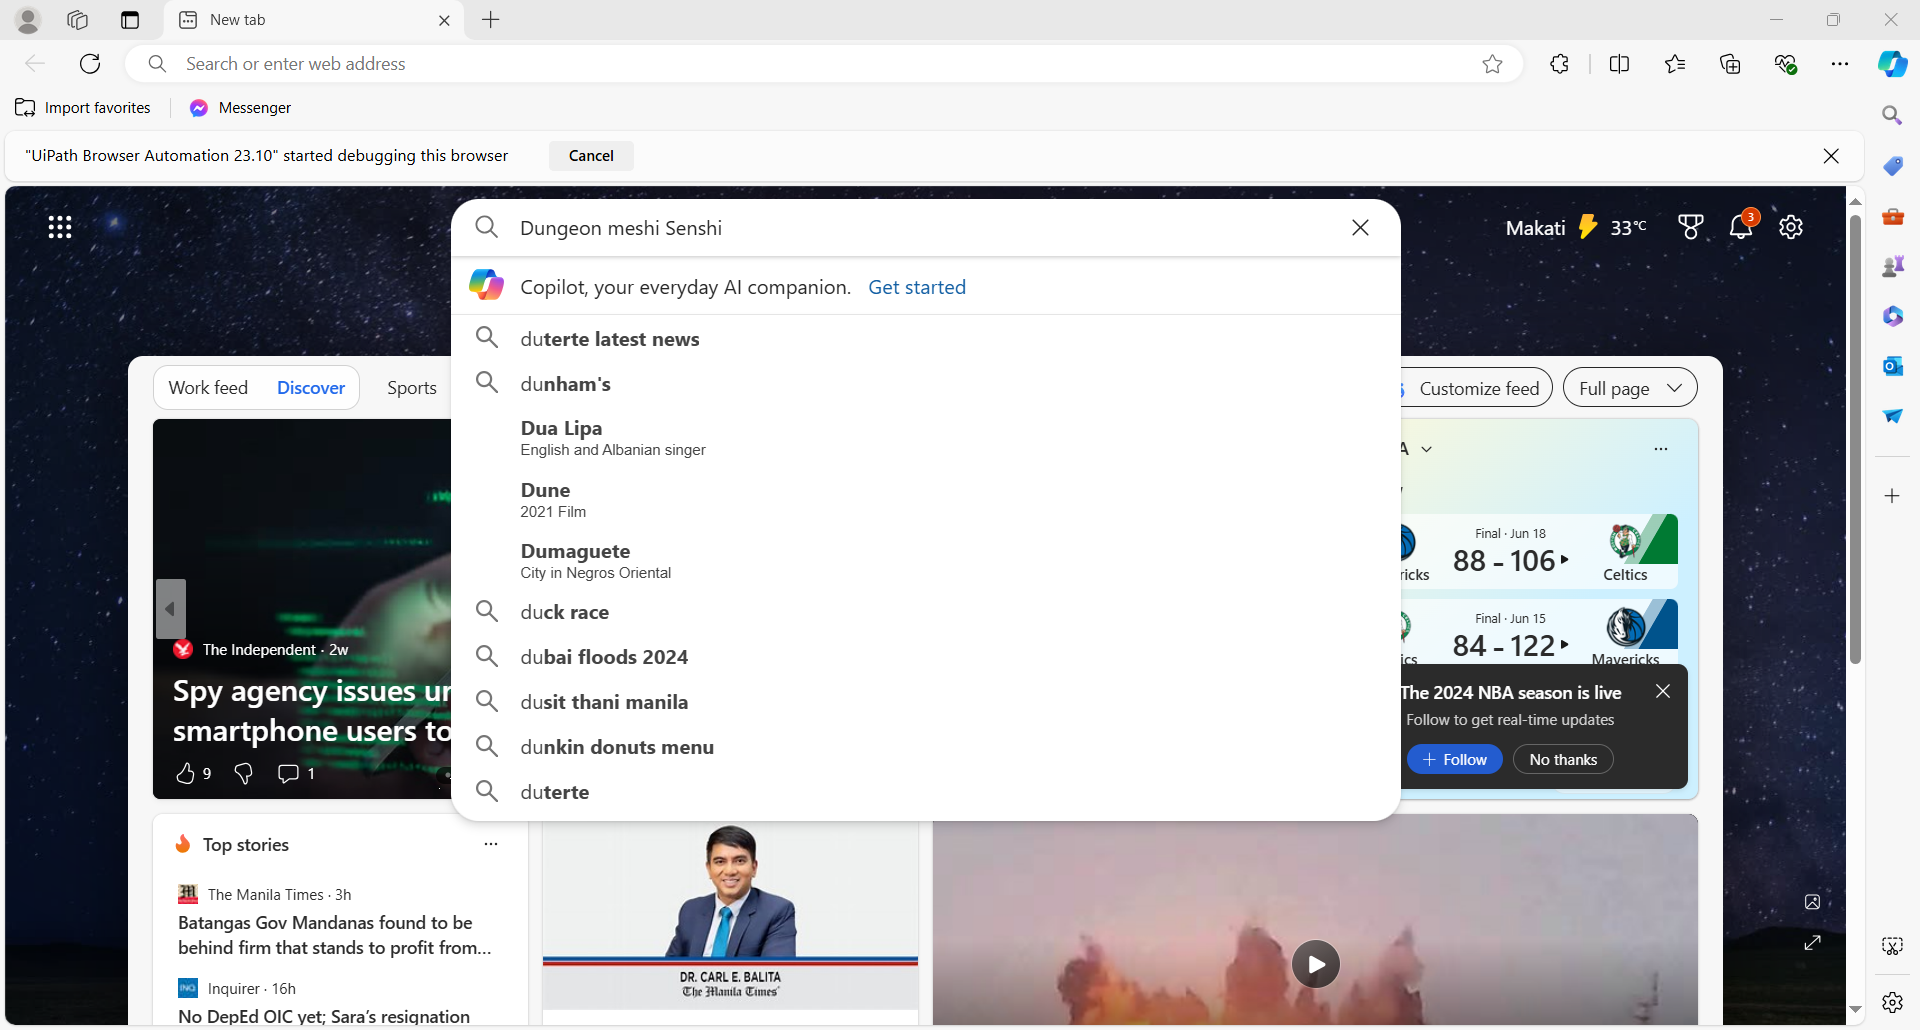 New tab
Search or enter web address
Import favorites
Messenger
"UiPath Browser Automation 23.10" started debugging this browser
Cancel
Dungeon meshi Senshi
Makati
33°C
3
Copilot, your everyday AI companion. Get started
duterte latest news
dunham's
Dua Lipa
English and Albanian singer
Dune
2021 Film
Dumaguete
City in Negros Oriental
duck race
dubai floods 2024
dusit thani manila
dunkin donuts menu
duterte
Work feed
Discover
Sports
Customize feed
Full page
The Independent · 2w
Spy agency issues ur
smartphone users to
9
1
A
Final · Jun 18
88 - 106
ricks
Celtics
Final · Jun 15
84 - 122
ics
Mavericks
The 2024 NBA season is live
Follow to get real-time updates
Follow
No thanks
Top stories
The Manila Times · 3h
Batangas Gov Mandanas found to be
behind firm that stands to profit from...
Inquirer · 16h
No DepEd OIC yet; Sara's resignation
DR. CARL E. BALITA
The Manila Times